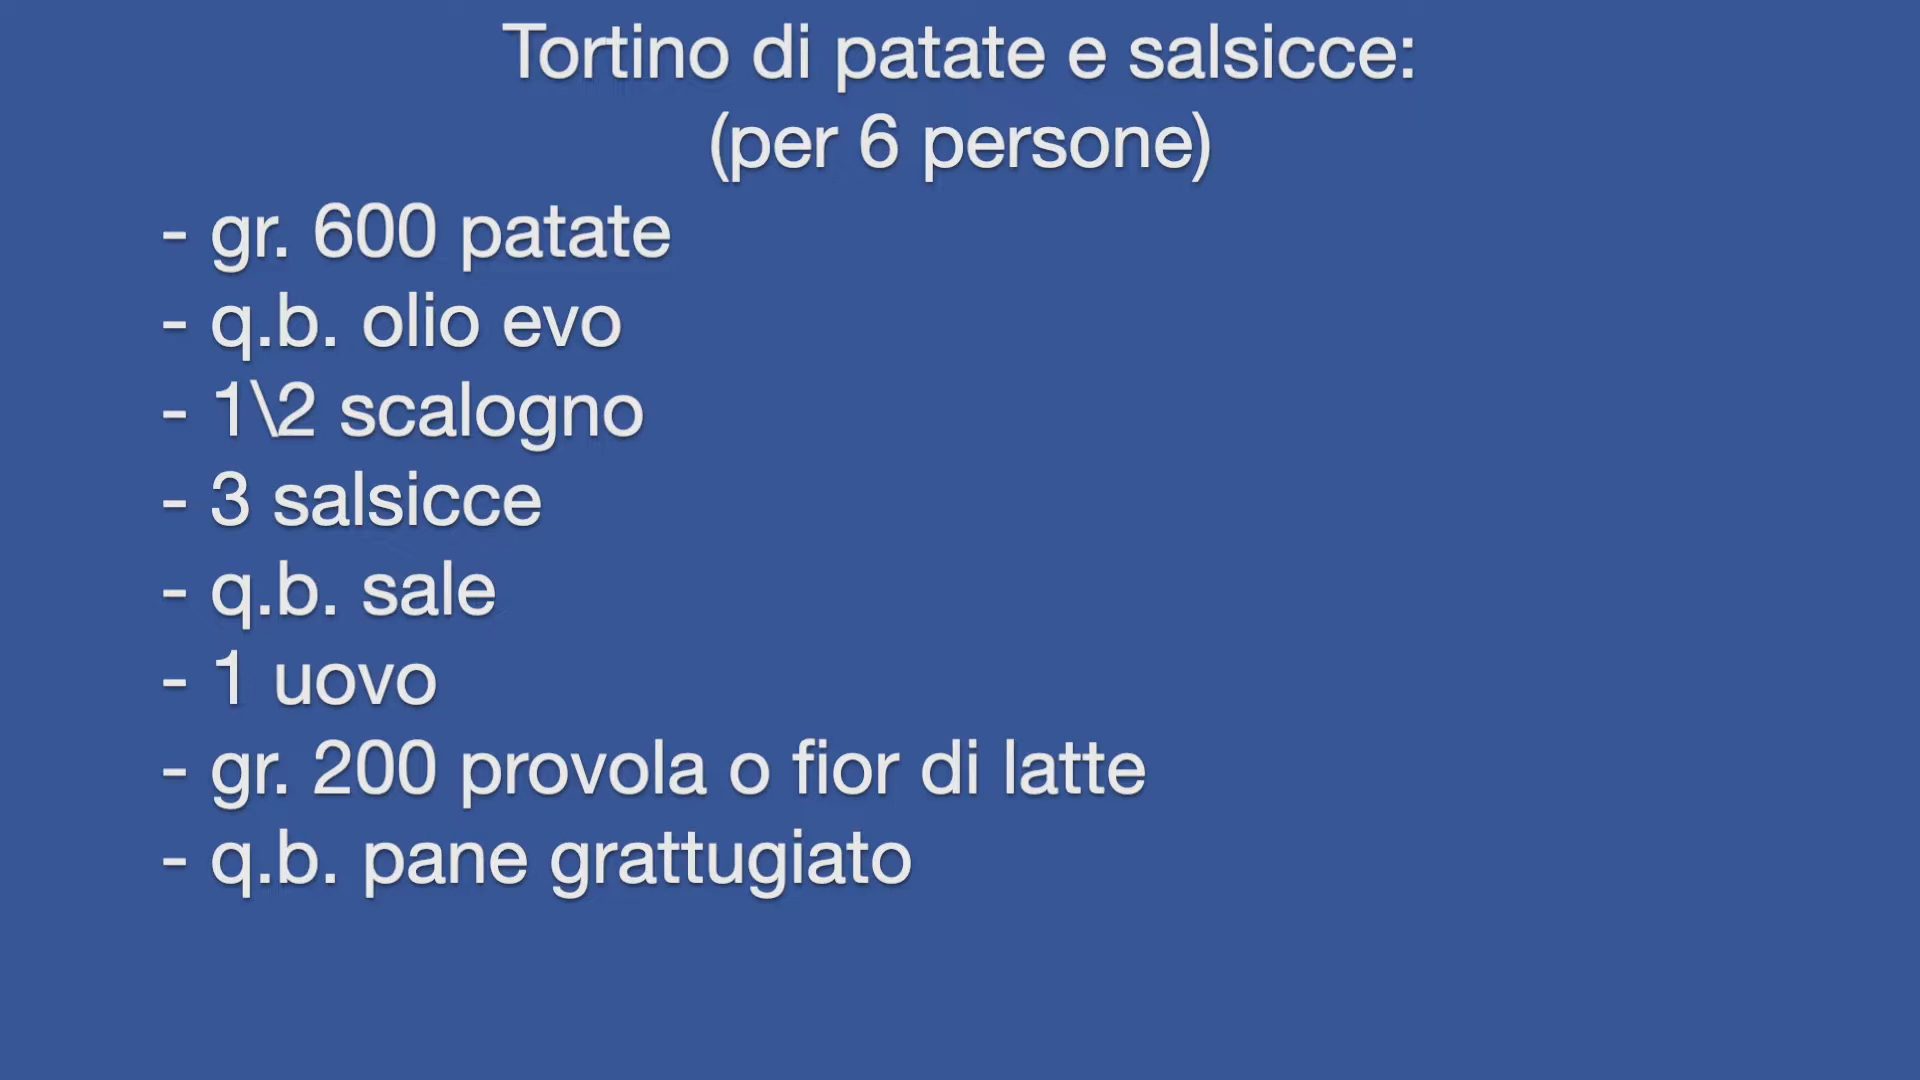 Tortino di patate e salsicce:
(per 6 persone)
- gr. 600 patate
- q.b. olio evo
- 1\2 scalogno
- 3 salsicce
- q.b. sale
- 1 uovo
- gr. 200 provola o fior di latte
- q.b. pane grattugiato